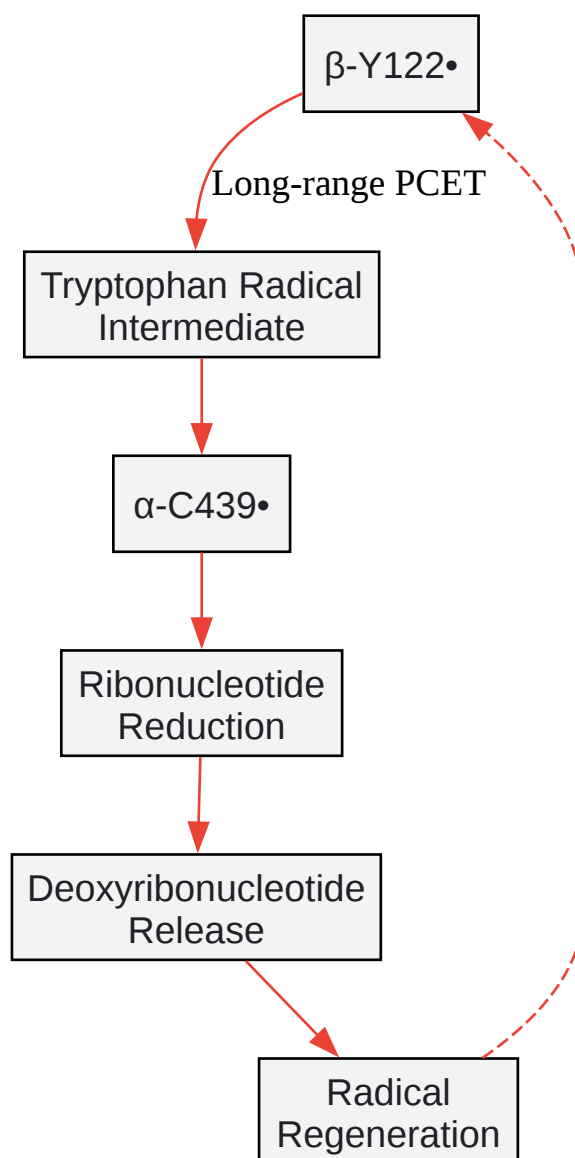 β-Y122•
Long-range PCET
Tryptophan Radical
Intermediate
α-C439•
Ribonucleotide
Reduction
Deoxyribonucleotide
Release
Radical
Regeneration